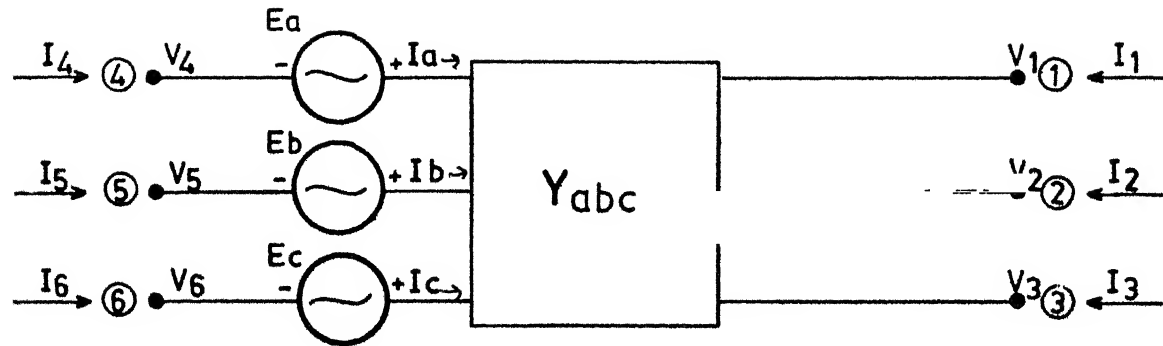 Ea
I4 ④ V4 - + Ia→ V1 ① I1
Eb
I5 ⑤ V5 - + Ib→ V2 ② I2
Yabc
Ec
I6 ⑥ V6 - + Ic→ V3 ③ I3